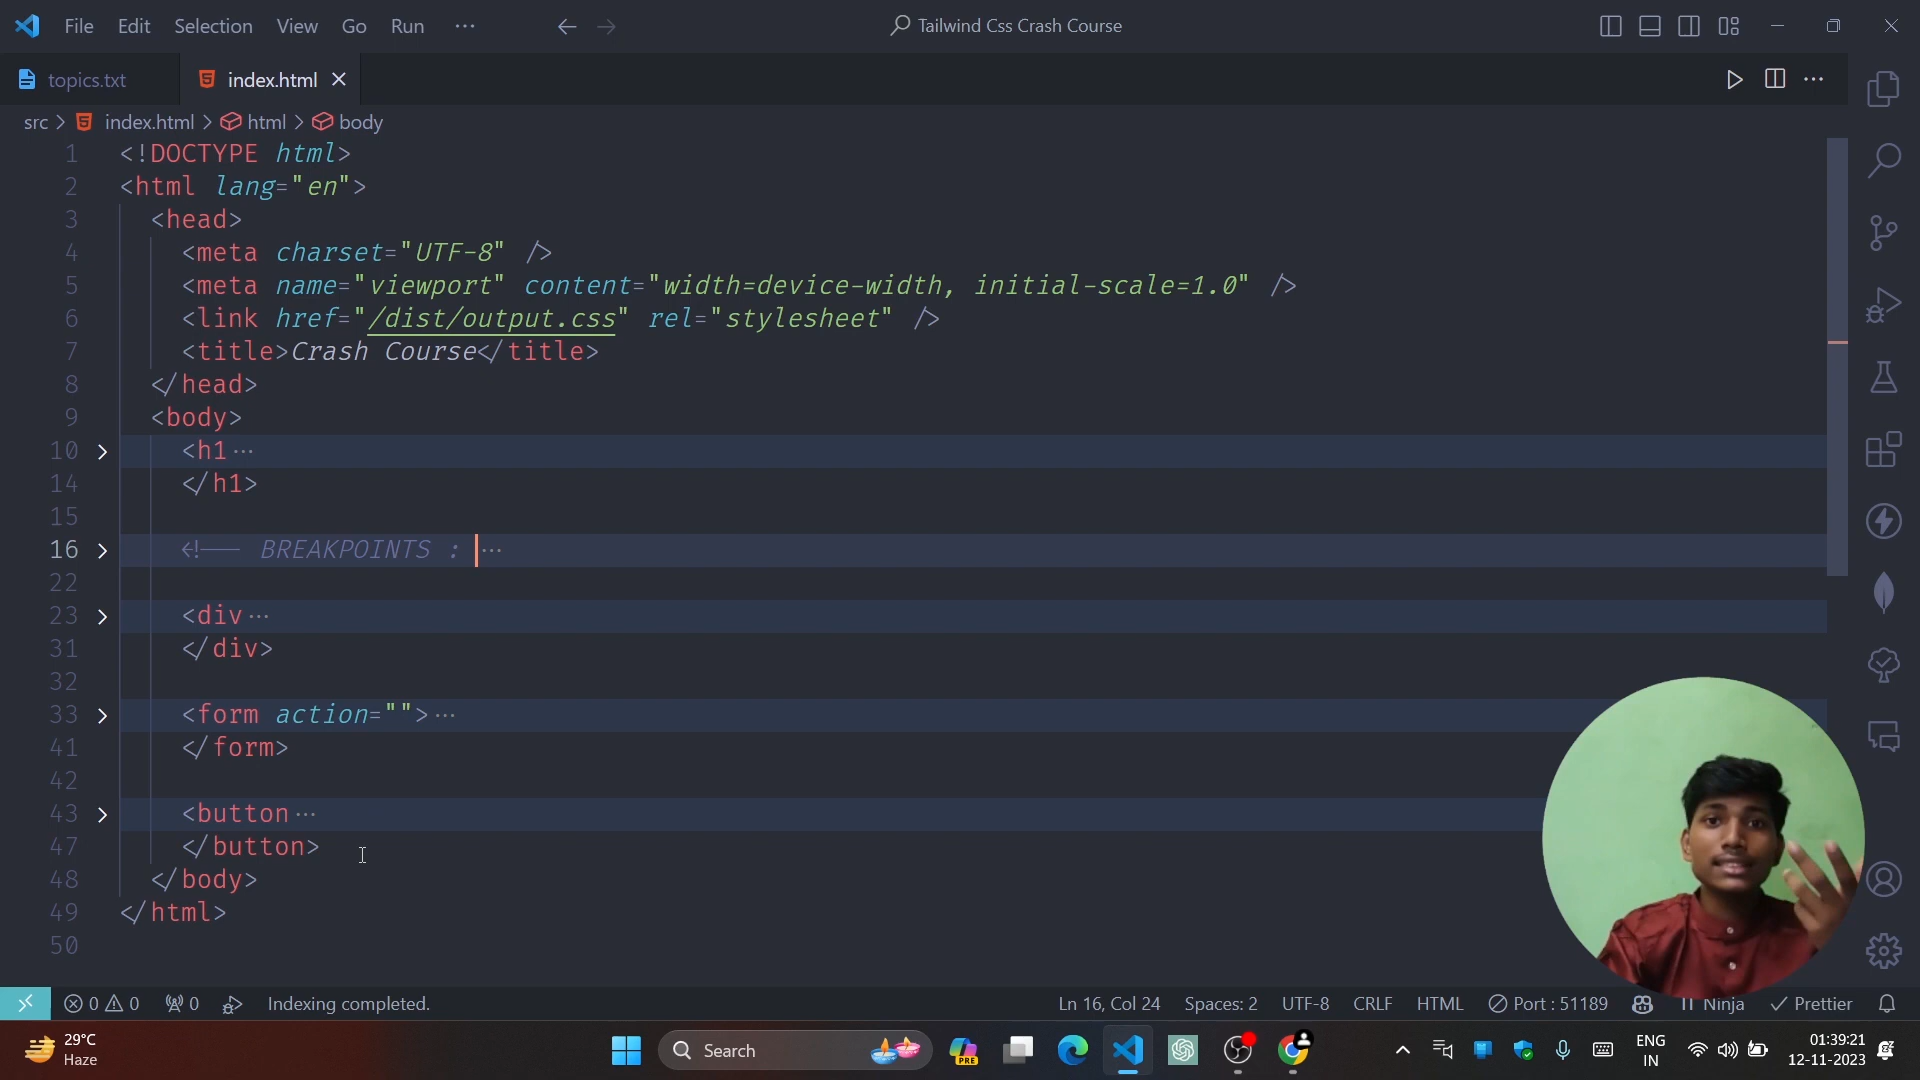 File Edit Selection View Go Run ··· Tailwind Css Crash Course
topics.txt index.html
src > index.html > html > body
1 <!DOCTYPE html>
2 <html lang="en">
3 <head>
4 <meta charset="UTF-8" />
5 <meta name="viewport" content="width=device-width, initial-scale=1.0" />
6 <link href="/dist/output.css" rel="stylesheet" />
7 <title>Crash Course</title>
8 </head>
9 <body>
10 <h1···
14 </h1>
15
16 <!-- BREAKPOINTS : ···
22
23 <div···
31 </div>
32
33 <form action="">···
41 </form>
42
43 <button···
47 </button>
48 </body>
49 </html>
50
0 0 0 Indexing completed. Ln 16, Col 24 Spaces: 2 UTF-8 CRLF HTML Port : 51189 Ninja Prettier
29°C
Haze
Search
PRE
ENG
IN
01:39:21
12-11-2023